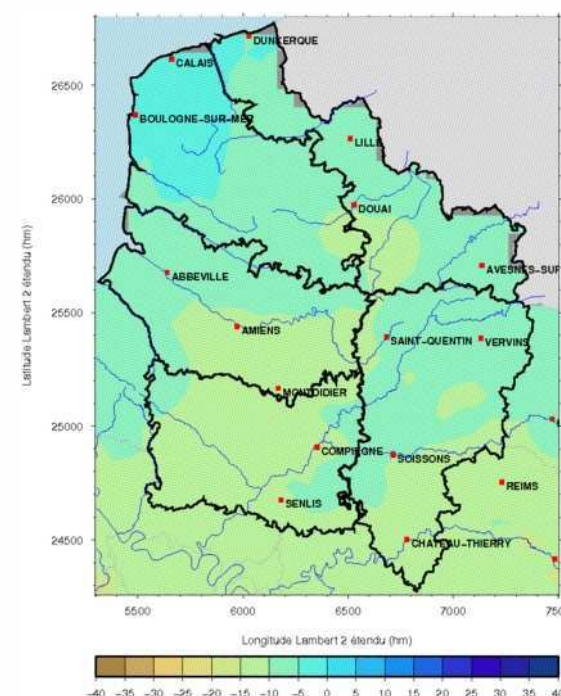 DUNKERQUE
CALAIS
BOULOGNE-SUR-MER
LILLE
DOUAI
AVESNES-SUR
ABBEVILLE
AMIENS
SAINT-QUENTIN
VERVINS
MONTDIDIER
COMPIEGNE
SOISSONS
REIMS
SENLIS
CHATEAU-THIERRY
26500
26000
25500
25000
24500
Latitude Lambert 2 étendu (hm)
5500 6000 6500 7000 750
Longitude Lambert 2 étendu (hm)
-40 -35 -30 -25 -20 -15 -10 -5 0 5 10 15 20 25 30 35 40